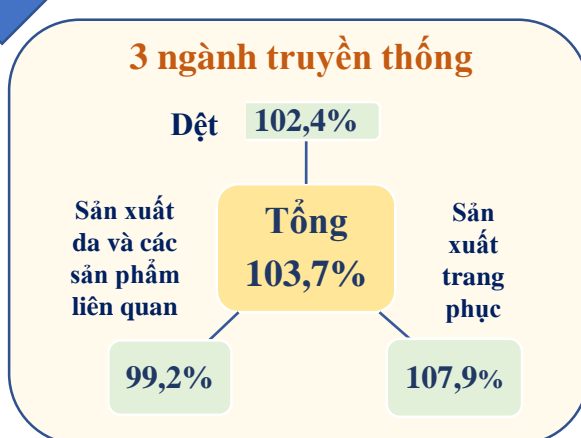 3 ngành truyền thống
Dệt
102,4%
Sản xuất
da và các
sản phẩm
liên quan
Tổng
103,7%
Sản
xuất
trang
phục
99,2%
107,9%